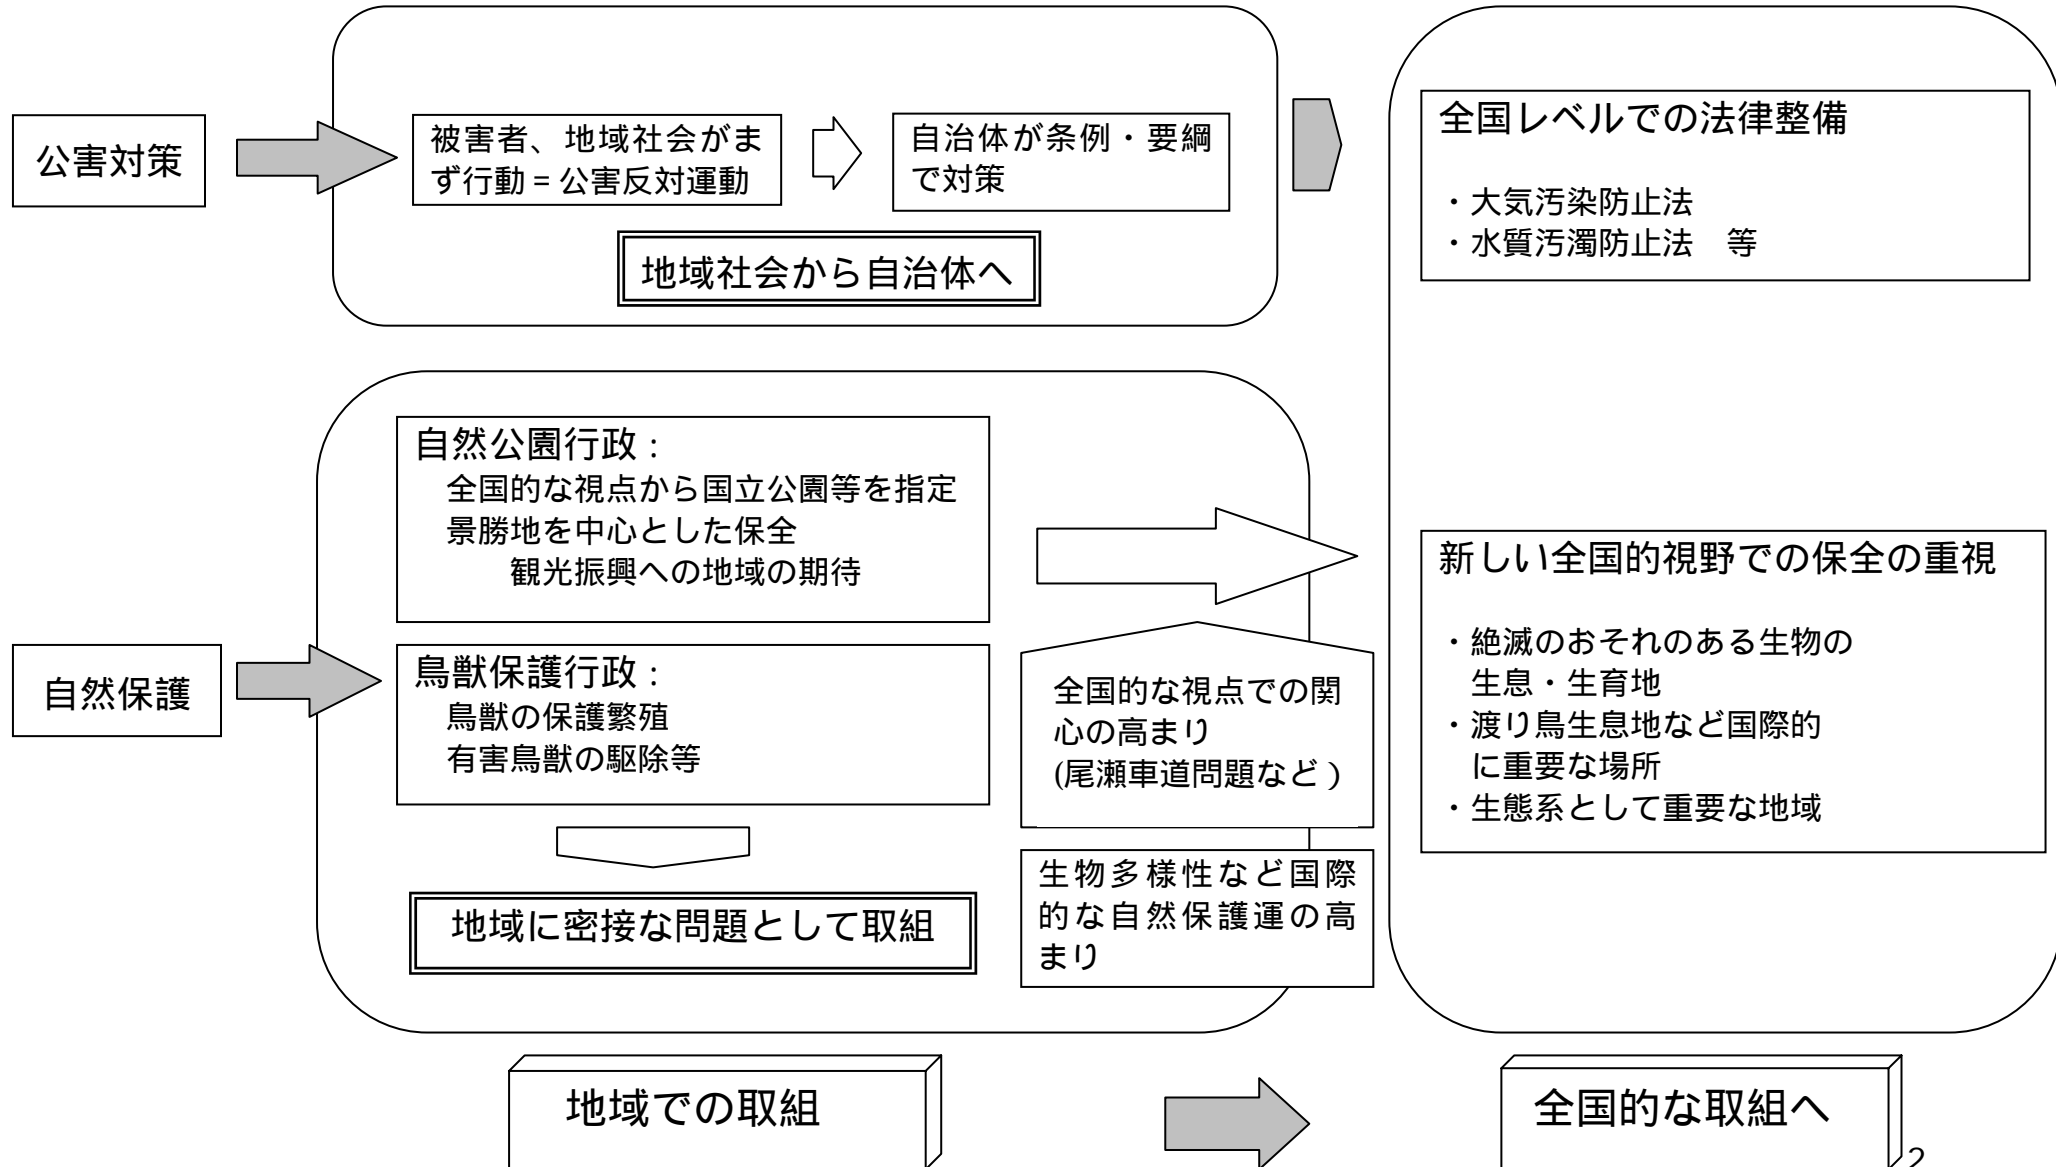 公害対策
被害者、地域社会がま
ず行動 = 公害反対運動
自治体が条例・要綱
で対策
地域社会から自治体へ
全国レベルでの法律整備
・大気汚染防止法
・水質汚濁防止法　等
自然保護
自然公園行政 :
全国的な視点から国立公園等を指定
景勝地を中心とした保全
観光振興への地域の期待
鳥獣保護行政 :
鳥獣の保護繁殖
有害鳥獣の駆除等
地域に密接な問題として取組
全国的な視点での関
心の高まり
(尾瀬車道問題など )
生物多様性など国際
的な自然保護運の高
まり
新しい全国的視野での保全の重視
・絶滅のおそれのある生物の
生息・生育地
・渡り鳥生息地など国際的
に重要な場所
・生態系として重要な地域
地域での取組
全国的な取組へ
2